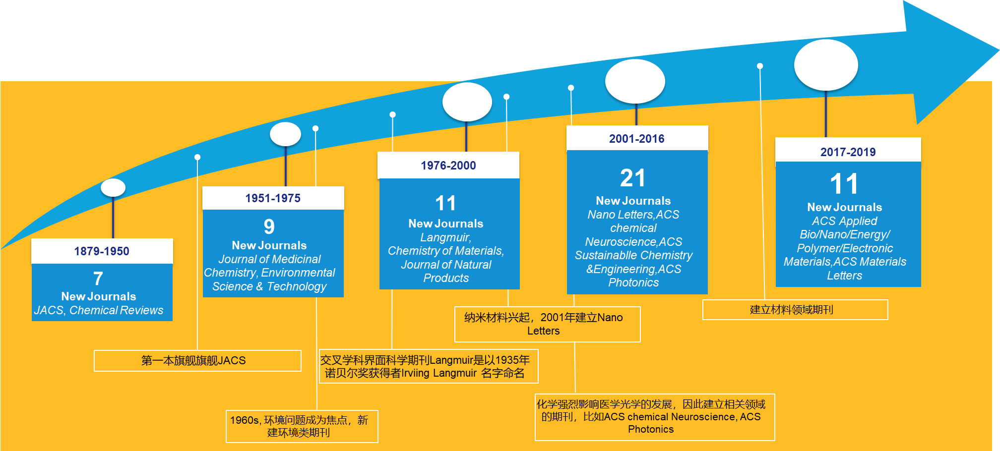 1879-1950
7
New Journals
JACS, Chemical Reviews
1951-1975
9
New Journals
Journal of Medicinal
Chemistry, Environmental
Science & Technology
1976-2000
11
New Journals
Langmuir,
Chemistry of Materials,
Journal of Natural
Products
2001-2016
21
New Journals
Nano Letters,ACS
chemical
Neuroscience,ACS
Sustainablle Chemistry
&Engineering,ACS
Photonics
2017-2019
11
New Journals
ACS Applied
Bio/Nano/Energy/
Polymer/Electronic
Materials,ACS Materials
Letters
第一本旗舰旗舰JACS
1960s, 环境问题成为焦点，新
建环境类期刊
交叉学科界面科学期刊Langmuir是以1935年
诺贝尔奖获得者Irviing Langmuir 名字命名
纳米材料兴起，2001年建立Nano
Letters
化学强烈影响医学光学的发展，因此建立相关领域
的期刊，比如ACS chemical Neuroscience, ACS
Photonics
建立材料领域期刊